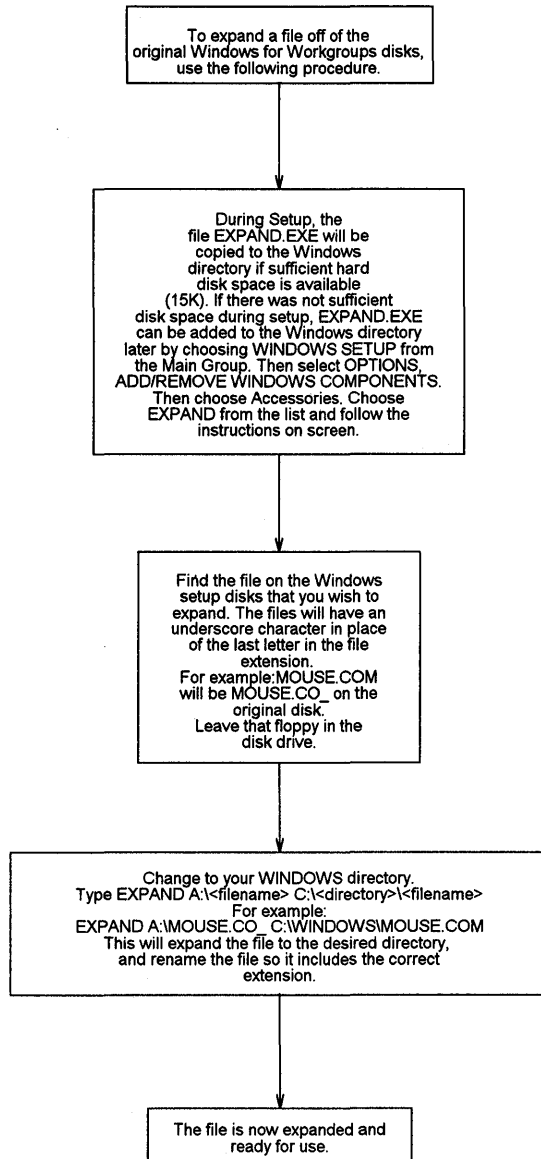 To expand a file off of the
original Windows for Workgroups disks,
use the following procedure.
During Setup, the
file EXPAND.EXE will be
copied to the Windows
directory if sufficient hard
disk space is available
(15K). If there was not sufficient
disk space during setup, EXPAND.EXE
can be added to the Windows directory
later by choosing WINDOWS SETUP from
the Main Group. Then select OPTIONS,
ADD/REMOVE WINDOWS COMPONENTS.
Then choose Accessories. Choose
EXPAND from the list and follow the
instructions on screen.
Find the file on the Windows
setup disks that you wish to
expand. The files will have an
underscore character in place
of the last letter in the file
extension.
For example:MOUSE.COM
will be MOUSE.CO_ on the
original disk.
Leave that floppy in the
disk drive.
Change to your WINDOWS directory.
Type EXPAND A:\<filename> C:\<directory>\<filename>
For example:
EXPAND A:\MOUSE.CO_ C:\WINDOWS\MOUSE.COM
This will expand the file to the desired directory,
and rename the file so it includes the correct
extension.
The file is now expanded and
ready for use.